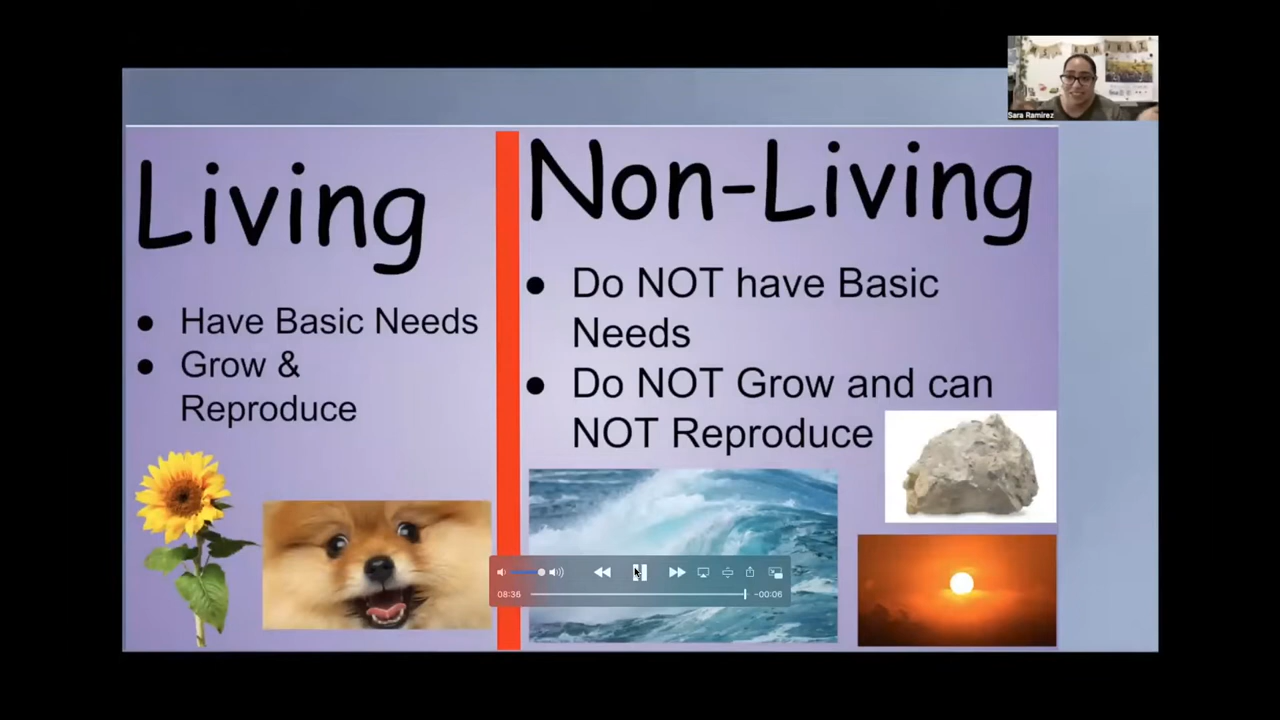 Sara Ramirez
Living
● Have Basic Needs
● Grow &
Reproduce
Non-Living
● Do NOT have Basic
Needs
● Do NOT Grow and can
NOT Reproduce
08:36
-00:06